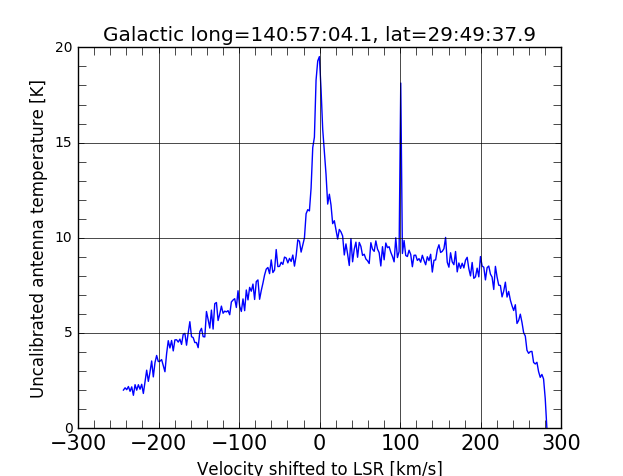 Galactic long=140:57:04.1, lat=29:49:37.9
Uncalibrated antenna temperature [K]
20
15
10
5
0
−300 −200 −100 0 100 200 300
Velocity shifted to LSR [km/s]